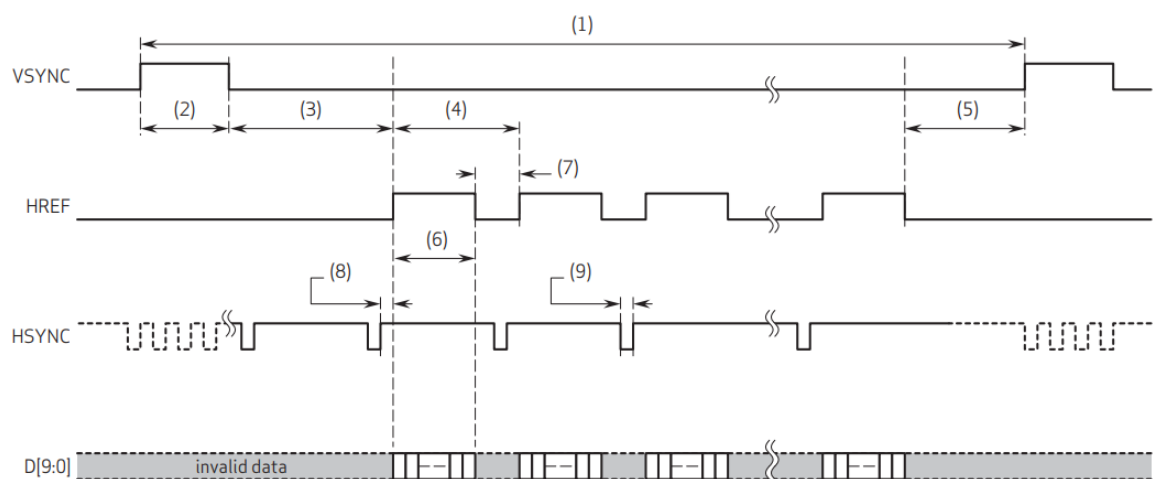 (1)
VSYNC
(2) (3) (4) (5)
(7)
HREF
(6)
(8) (9)
HSYNC
D[9:0] invalid data